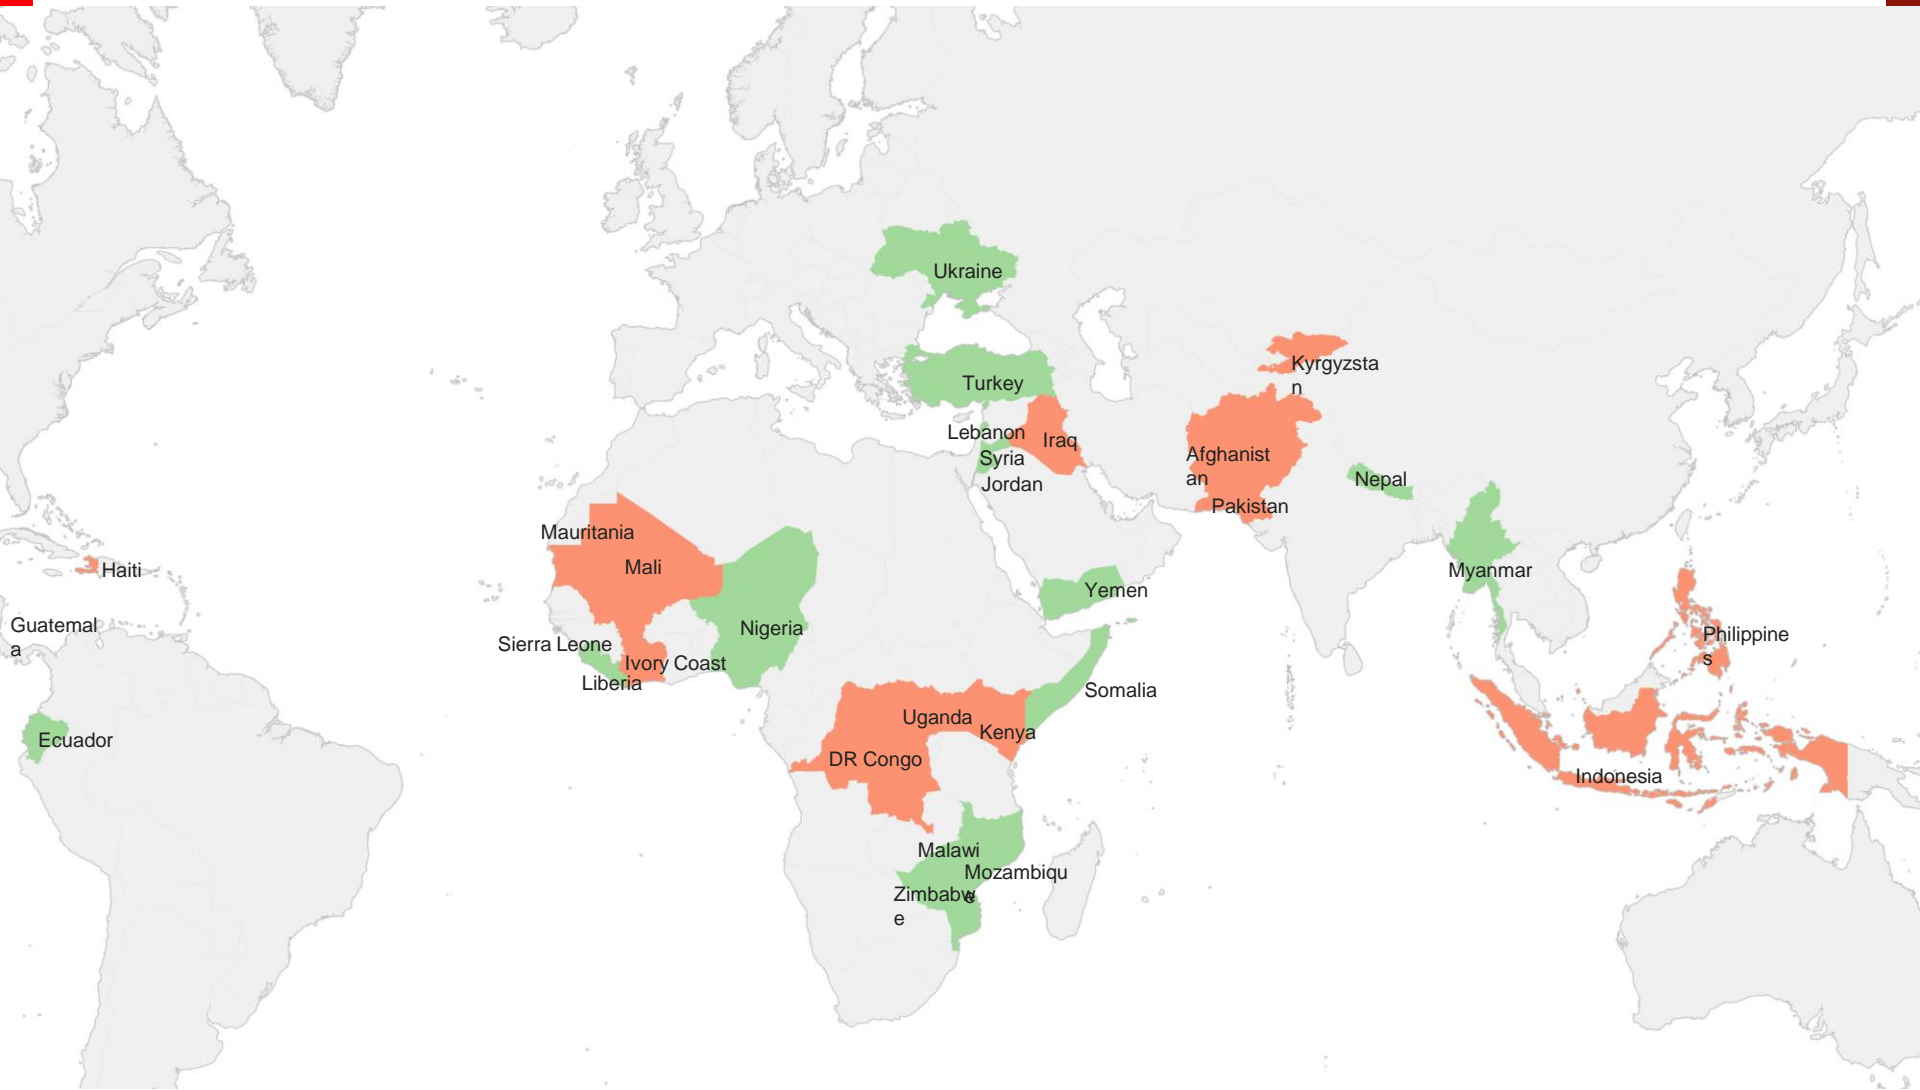 Ukraine
Kyrgyzsta
n
Turkey
Lebanon
Iraq
Syria
Afghanist
an
Jordan
Nepal
Pakistan
Mauritania
Mali
Haiti
Myanmar
Yemen
Guatemal
a
Nigeria
Sierra Leone
Ivory Coast
Liberia
Philippine
s
Somalia
Uganda
Kenya
Ecuador
DR Congo
Indonesia
Malawi
Mozambiqu
e
Zimbabw
e